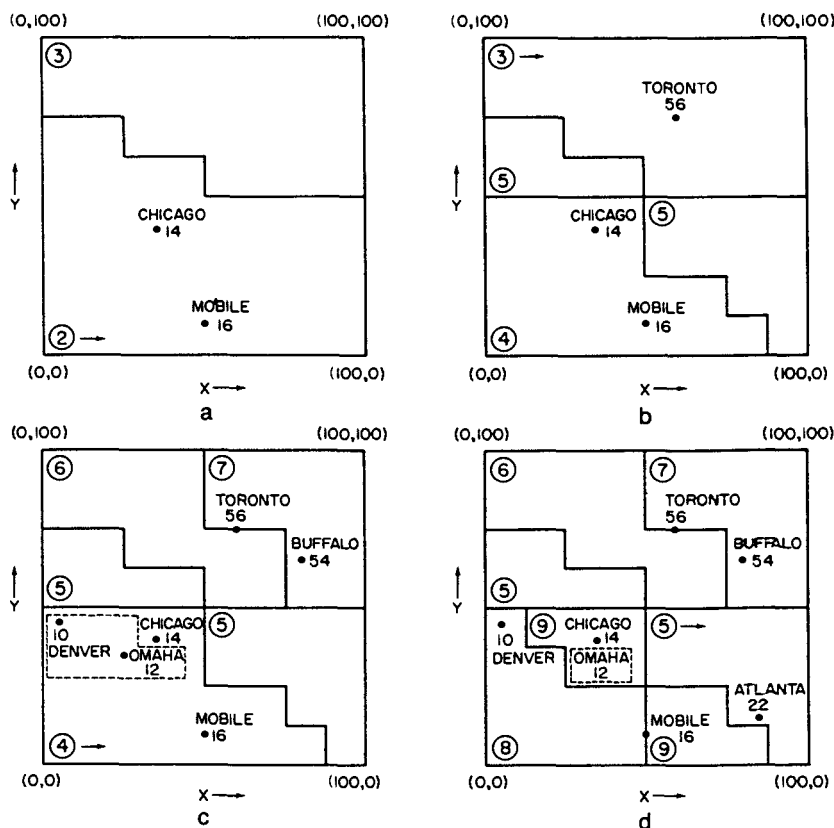 (0,100) (100,100)
③
Y
CHICAGO
14
MOBILE
16
② →
(0,0) (100,0)
X →
a
(0,100) (100,100)
③ →
TORONTO
56
⑤
Y
CHICAGO ⑤
14
MOBILE
16
④
(0,0) (100,0)
X →
b
(0,100) (100,100)
⑥ ⑦
TORONTO
56
BUFFALO
54
⑤
Y
10 CHICAGO ⑤
14
DENVER OMAHA
12
MOBILE
16
④ →
(0,0) (100,0)
X →
c
(0,100) (100,100)
⑥ ⑦
TORONTO
56
BUFFALO
54
⑤
Y
10 ⑨ CHICAGO ⑤ →
14
DENVER OMAHA
12
ATLANTA
22
MOBILE
16
⑧ ⑨
(0,0) (100,0)
X →
d